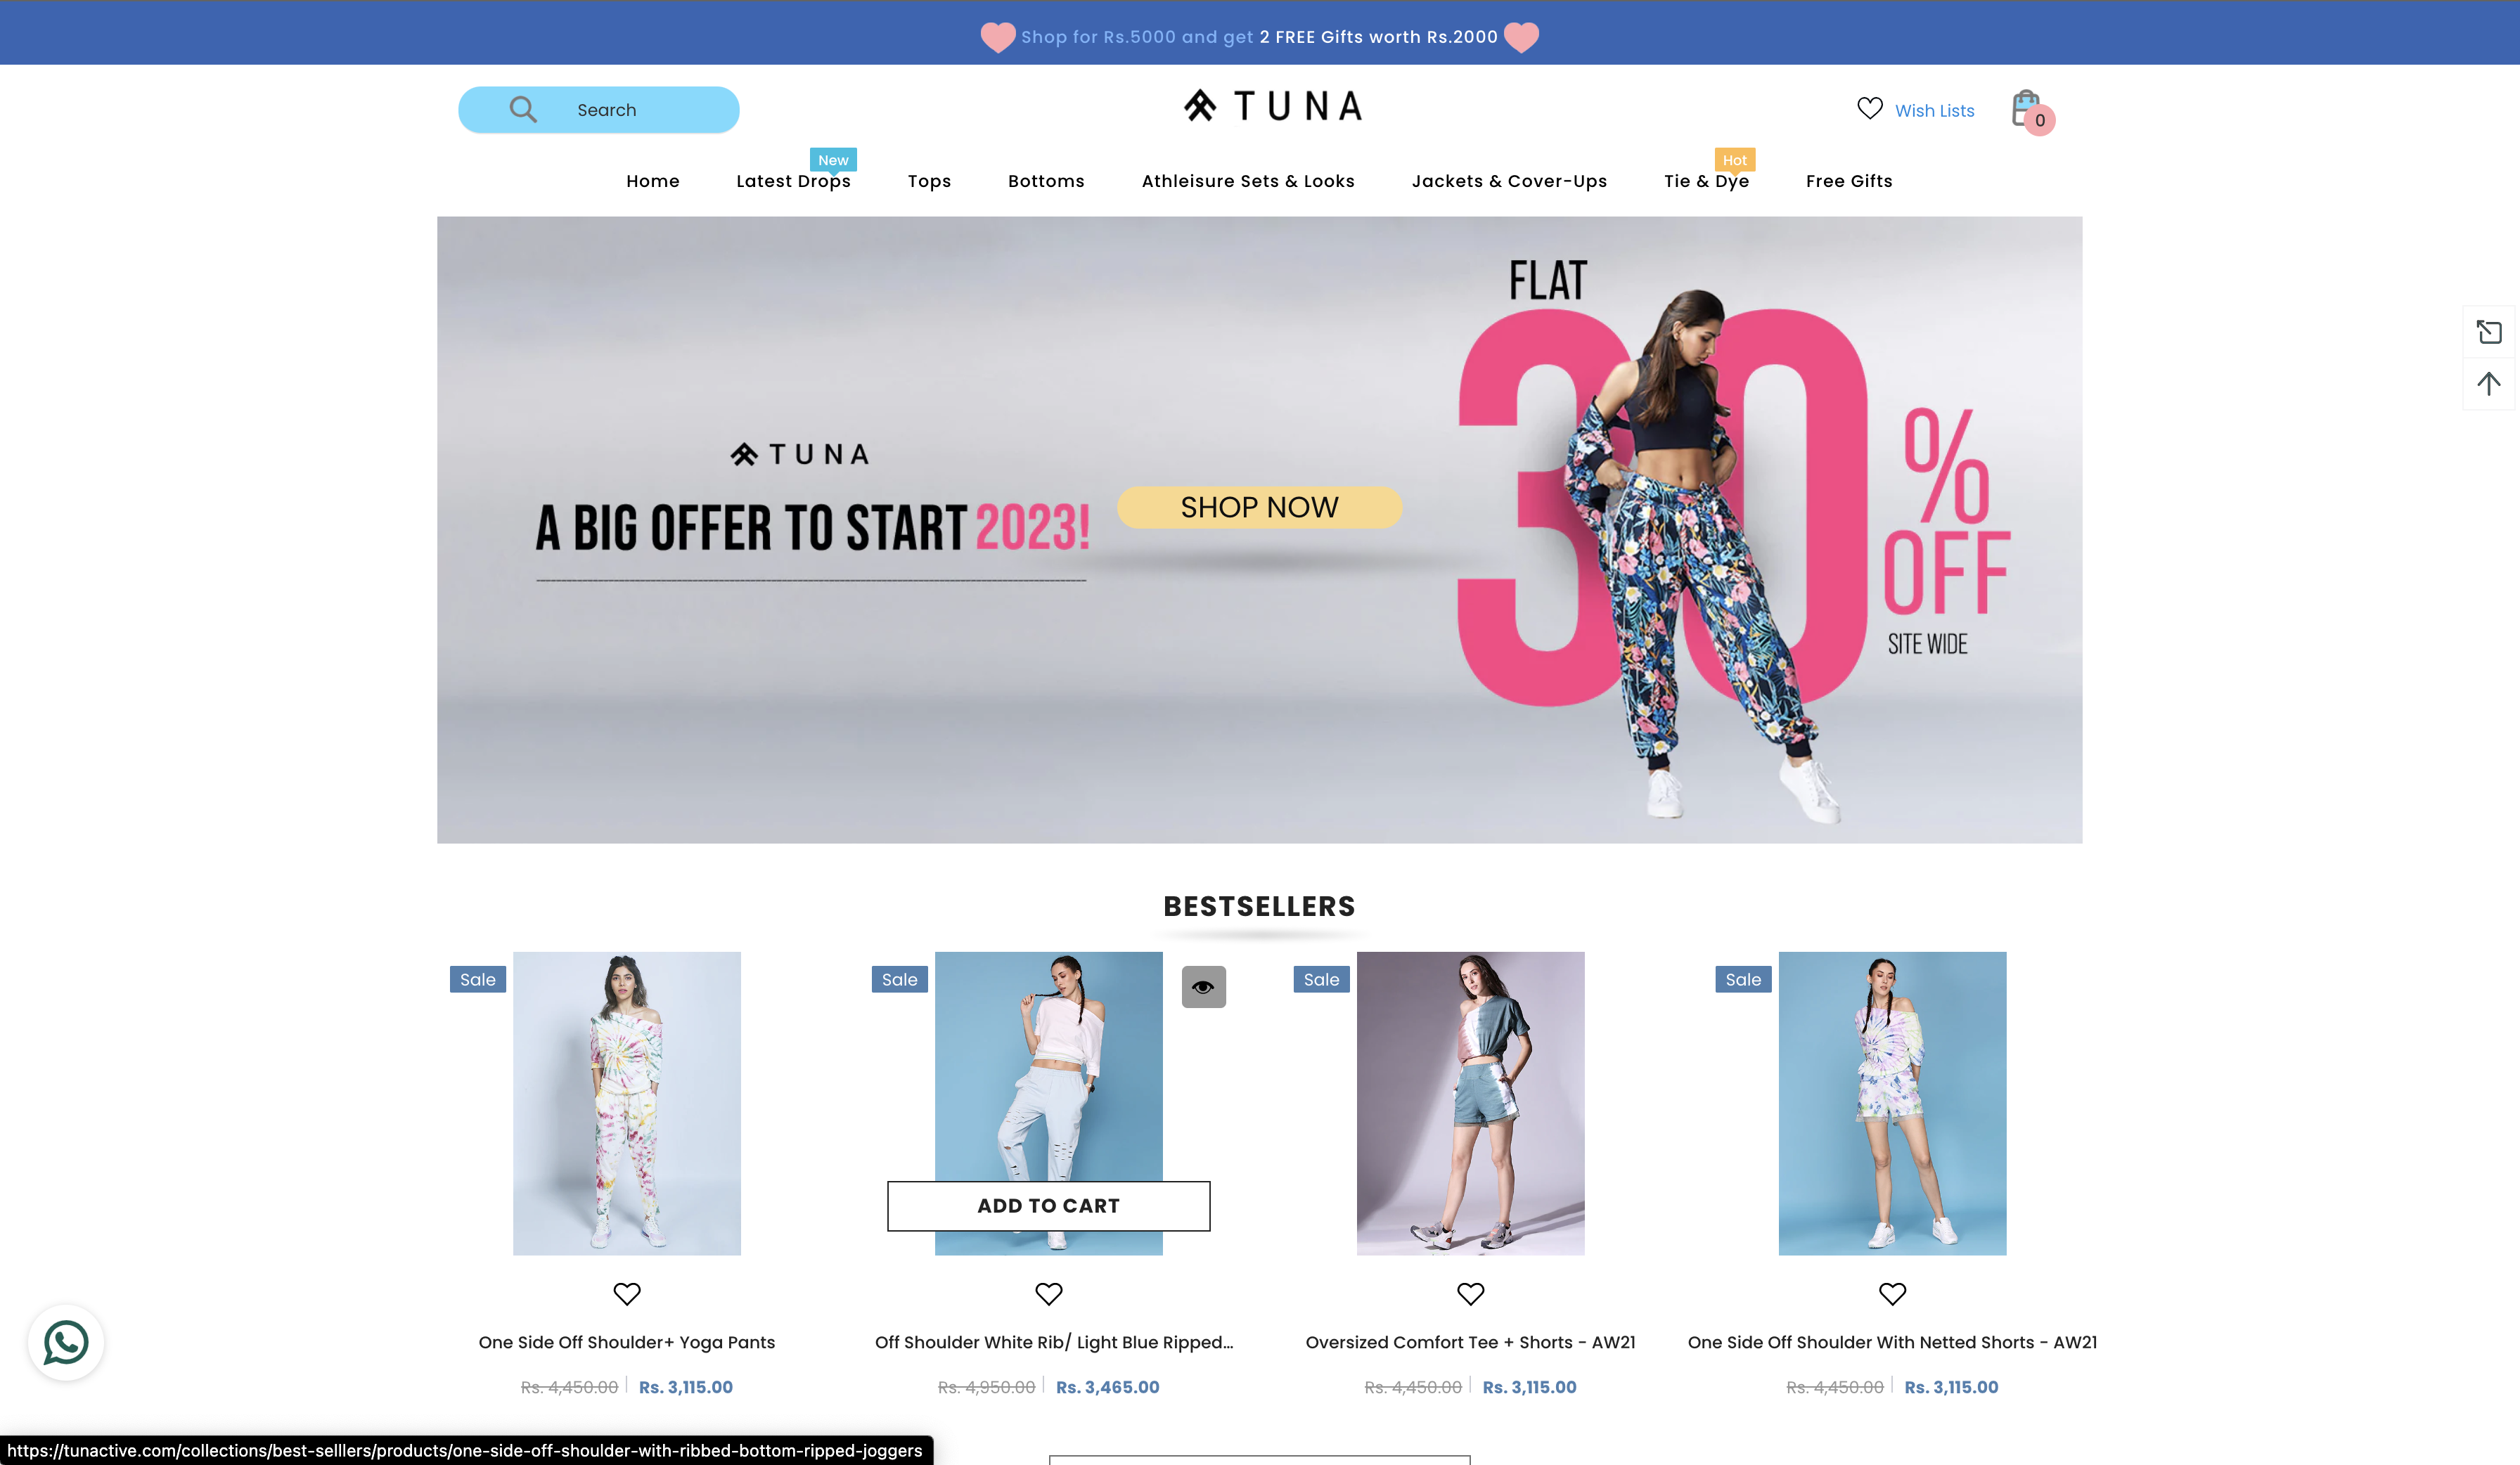 Shop for Rs.5000 and get 2 FREE Gifts worth Rs.2000
Search
TUNA
Wish Lists
0
New
Hot
Home
Latest Drops
Tops
Bottoms
Athleisure Sets & Looks
Jackets & Cover-Ups
Tie & Dye
Free Gifts
FLAT
30
%
OFF
SITE WIDE
TUNA
A BIG OFFER TO START 2023!
SHOP NOW
BESTSELLERS
Sale
Sale
Sale
Sale
ADD TO CART
One Side Off Shoulder+ Yoga Pants
Rs. 4,450.00 Rs. 3,115.00
Off Shoulder White Rib/ Light Blue Ripped...
Rs. 4,950.00 Rs. 3,465.00
Oversized Comfort Tee + Shorts - AW21
Rs. 4,450.00 Rs. 3,115.00
One Side Off Shoulder With Netted Shorts - AW21
Rs. 4,450.00 Rs. 3,115.00
https://tunactive.com/collections/best-selllers/products/one-side-off-shoulder-with-ribbed-bottom-ripped-joggers